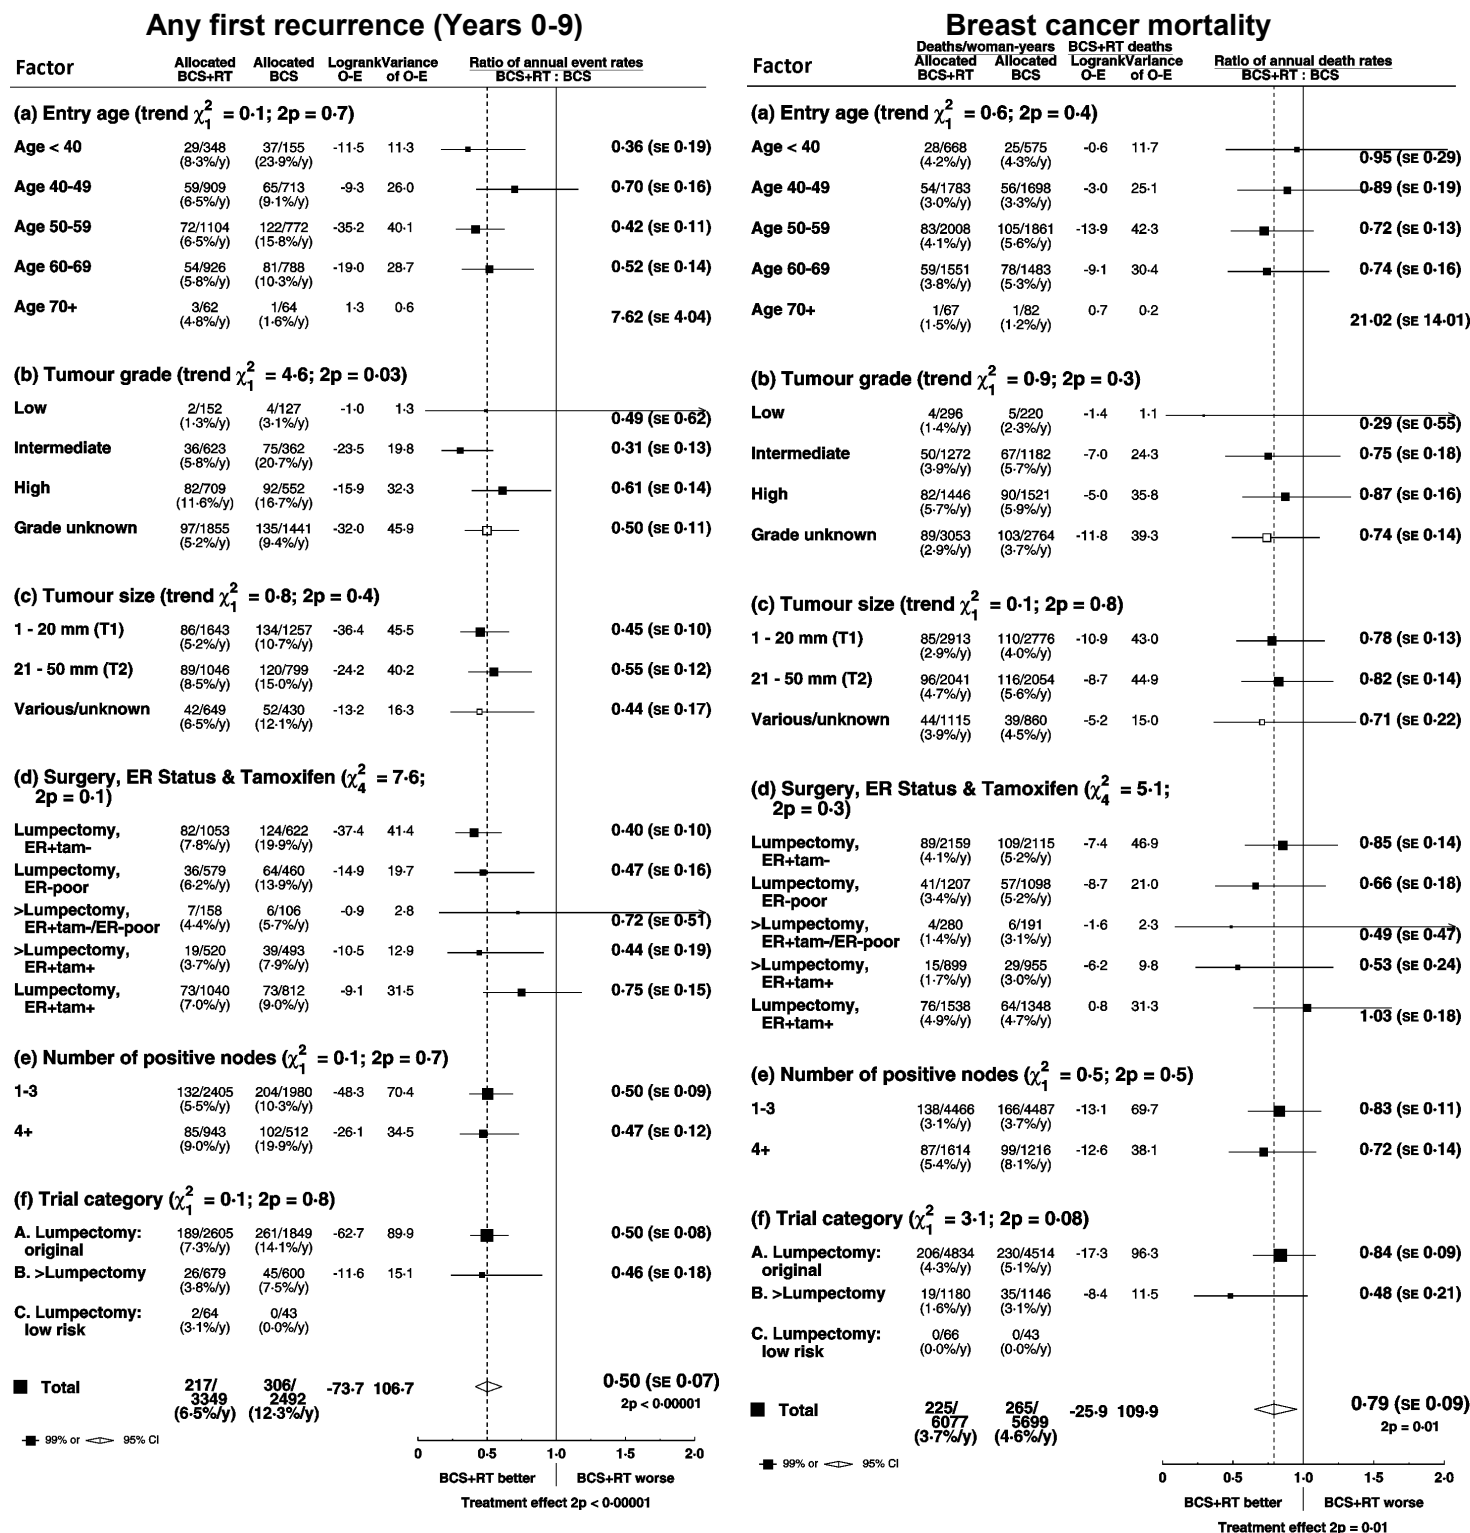 Any first recurrence (Years 0-9)
Factor
Allocated BCS+RT
Allocated BCS
Logrank O-E
Variance of O-E
Ratio of annual event rates
BCS+RT : BCS
(a) Entry age (trend χ²₁ = 0·1; 2p = 0·7)
Age < 40 29/348 37/155 -11·5 11·3 0·36 (SE 0·19)
(8·3%/y) (23·9%/y)
Age 40-49 59/909 65/713 -9·3 26·0 0·70 (SE 0·16)
(6·5%/y) (9·1%/y)
Age 50-59 72/1104 122/772 -35·2 40·1 0·42 (SE 0·11)
(6·5%/y) (15·8%/y)
Age 60-69 54/926 81/788 -19·0 28·7 0·52 (SE 0·14)
(5·8%/y) (10·3%/y)
Age 70+ 3/62 1/64 1·3 0·6 7·62 (SE 4·04)
(4·8%/y) (1·6%/y)
(b) Tumour grade (trend χ²₁ = 4·6; 2p = 0·03)
Low 2/152 4/127 -1·0 1·3 0·49 (SE 0·62)
(1·3%/y) (3·1%/y)
Intermediate 36/623 75/362 -23·5 19·8 0·31 (SE 0·13)
(5·8%/y) (20·7%/y)
High 82/709 92/552 -15·9 32·3 0·61 (SE 0·14)
(11·6%/y) (16·7%/y)
Grade unknown 97/1855 135/1441 -32·0 45·9 0·50 (SE 0·11)
(5·2%/y) (9·4%/y)
(c) Tumour size (trend χ²₁ = 0·8; 2p = 0·4)
1 - 20 mm (T1) 86/1643 134/1257 -36·4 45·5 0·45 (SE 0·10)
(5·2%/y) (10·7%/y)
21 - 50 mm (T2) 89/1046 120/799 -24·2 40·2 0·55 (SE 0·12)
(8·5%/y) (15·0%/y)
Various/unknown 42/649 52/430 -13·2 16·3 0·44 (SE 0·17)
(6·5%/y) (12·1%/y)
(d) Surgery, ER Status & Tamoxifen (χ²₄ = 7·6;
2p = 0·1)
Lumpectomy, 82/1053 124/622 -37·4 41·4 0·40 (SE 0·10)
ER+tam- (7·8%/y) (19·9%/y)
Lumpectomy, 36/579 64/460 -14·9 19·7 0·47 (SE 0·16)
ER-poor (6·2%/y) (13·9%/y)
>Lumpectomy, 7/158 6/106 -0·9 2·8 0·72 (SE 0·51)
ER+tam-/ER-poor (4·4%/y) (5·7%/y)
>Lumpectomy, 19/520 39/493 -10·5 12·9 0·44 (SE 0·19)
ER+tam+ (3·7%/y) (7·9%/y)
Lumpectomy, 73/1040 73/812 -9·1 31·5 0·75 (SE 0·15)
ER+tam+ (7·0%/y) (9·0%/y)
(e) Number of positive nodes (χ²₁ = 0·1; 2p = 0·7)
1-3 132/2405 204/1980 -48·3 70·4 0·50 (SE 0·09)
(5·5%/y) (10·3%/y)
4+ 85/943 102/512 -26·1 34·5 0·47 (SE 0·12)
(9·0%/y) (19·9%/y)
(f) Trial category (χ²₁ = 0·1; 2p = 0·8)
A. Lumpectomy: 189/2605 261/1849 -62·7 89·9 0·50 (SE 0·08)
original (7·3%/y) (14·1%/y)
B. >Lumpectomy 26/679 45/600 -11·6 15·1 0·46 (SE 0·18)
(3·8%/y) (7·5%/y)
C. Lumpectomy: 2/64 0/43
low risk (3·1%/y) (0·0%/y)
Total 217/ 306/ -73·7 106·7 0·50 (SE 0·07)
3349 2492 2p < 0·00001
(6·5%/y) (12·3%/y)
99% or 95% CI
0 0·5 1·0 1·5 2·0
BCS+RT better BCS+RT worse
Treatment effect 2p < 0·00001
Breast cancer mortality
Factor
Deaths/woman-years
Allocated BCS+RT
Allocated BCS
BCS+RT deaths
Logrank O-E
Variance of O-E
Ratio of annual death rates
BCS+RT : BCS
(a) Entry age (trend χ²₁ = 0·6; 2p = 0·4)
Age < 40 28/668 25/575 -0·6 11·7 0·95 (SE 0·29)
(4·2%/y) (4·3%/y)
Age 40-49 54/1783 56/1698 -3·0 25·1 0·89 (SE 0·19)
(3·0%/y) (3·3%/y)
Age 50-59 83/2008 105/1861 -13·9 42·3 0·72 (SE 0·13)
(4·1%/y) (5·6%/y)
Age 60-69 59/1551 78/1483 -9·1 30·4 0·74 (SE 0·16)
(3·8%/y) (5·3%/y)
Age 70+ 1/67 1/82 0·7 0·2 21·02 (SE 14·01)
(1·5%/y) (1·2%/y)
(b) Tumour grade (trend χ²₁ = 0·9; 2p = 0·3)
Low 4/296 5/220 -1·4 1·1 0·29 (SE 0·55)
(1·4%/y) (2·3%/y)
Intermediate 50/1272 67/1182 -7·0 24·3 0·75 (SE 0·18)
(3·9%/y) (5·7%/y)
High 82/1446 90/1521 -5·0 35·8 0·87 (SE 0·16)
(5·7%/y) (5·9%/y)
Grade unknown 89/3053 103/2764 -11·8 39·3 0·74 (SE 0·14)
(2·9%/y) (3·7%/y)
(c) Tumour size (trend χ²₁ = 0·1; 2p = 0·8)
1 - 20 mm (T1) 85/2913 110/2776 -10·9 43·0 0·78 (SE 0·13)
(2·9%/y) (4·0%/y)
21 - 50 mm (T2) 96/2041 116/2054 -8·7 44·9 0·82 (SE 0·14)
(4·7%/y) (5·6%/y)
Various/unknown 44/1115 39/860 -5·2 15·0 0·71 (SE 0·22)
(3·9%/y) (4·5%/y)
(d) Surgery, ER Status & Tamoxifen (χ²₄ = 5·1;
2p = 0·3)
Lumpectomy, 89/2159 109/2115 -7·4 46·9 0·85 (SE 0·14)
ER+tam- (4·1%/y) (5·2%/y)
Lumpectomy, 41/1207 57/1098 -8·7 21·0 0·66 (SE 0·18)
ER-poor (3·4%/y) (5·2%/y)
>Lumpectomy, 4/280 6/191 -1·6 2·3 0·49 (SE 0·47)
ER+tam-/ER-poor (1·4%/y) (3·1%/y)
>Lumpectomy, 15/899 29/955 -6·2 9·8 0·53 (SE 0·24)
ER+tam+ (1·7%/y) (3·0%/y)
Lumpectomy, 76/1538 64/1348 0·8 31·3 1·03 (SE 0·18)
ER+tam+ (4·9%/y) (4·7%/y)
(e) Number of positive nodes (χ²₁ = 0·5; 2p = 0·5)
1-3 138/4466 166/4487 -13·1 69·7 0·83 (SE 0·11)
(3·1%/y) (3·7%/y)
4+ 87/1614 99/1216 -12·6 38·1 0·72 (SE 0·14)
(5·4%/y) (8·1%/y)
(f) Trial category (χ²₁ = 3·1; 2p = 0·08)
A. Lumpectomy: 206/4834 230/4514 -17·3 96·3 0·84 (SE 0·09)
original (4·3%/y) (5·1%/y)
B. >Lumpectomy 19/1180 35/1146 -8·4 11·5 0·48 (SE 0·21)
(1·6%/y) (3·1%/y)
C. Lumpectomy: 0/66 0/43
low risk (0·0%/y) (0·0%/y)
Total 225/ 265/ -25·9 109·9 0·79 (SE 0·09)
6077 5699 2p = 0·01
(3·7%/y) (4·6%/y)
99% or 95% CI
0 0·5 1·0 1·5 2·0
BCS+RT better BCS+RT worse
Treatment effect 2p = 0·01